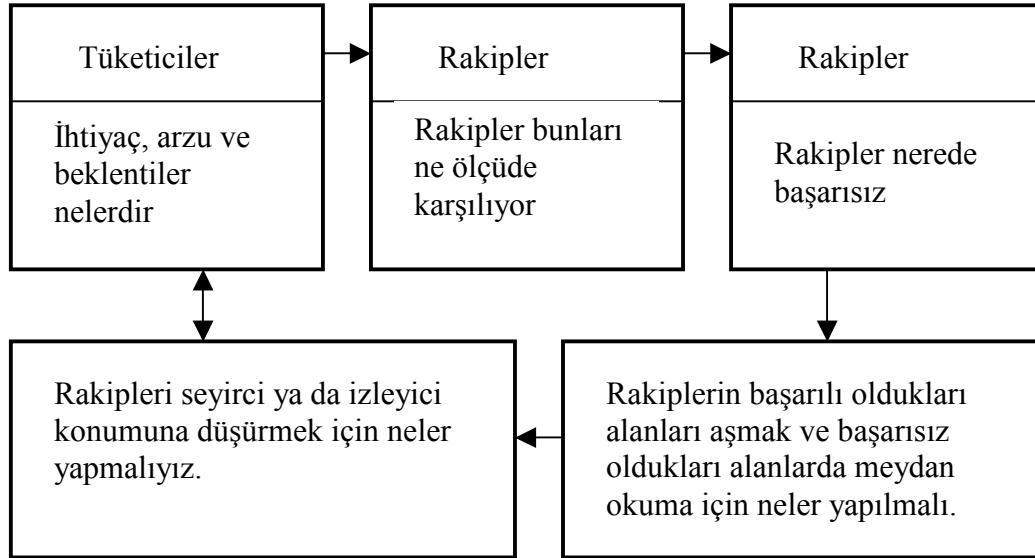 Tüketiciler
İhtiyaç, arzu ve
beklentiler
nelerdir
Rakipler
Rakipler bunları
ne ölçüde
karşılıyor
Rakipler
Rakipler nerede
başarısız
Rakipleri seyirci ya da izleyici
konumuna düşürmek için neler
yapmalıyız.
Rakiplerin başarılı oldukları
alanları aşmak ve başarısız
oldukları alanlarda meydan
okuma için neler yapılmalı.